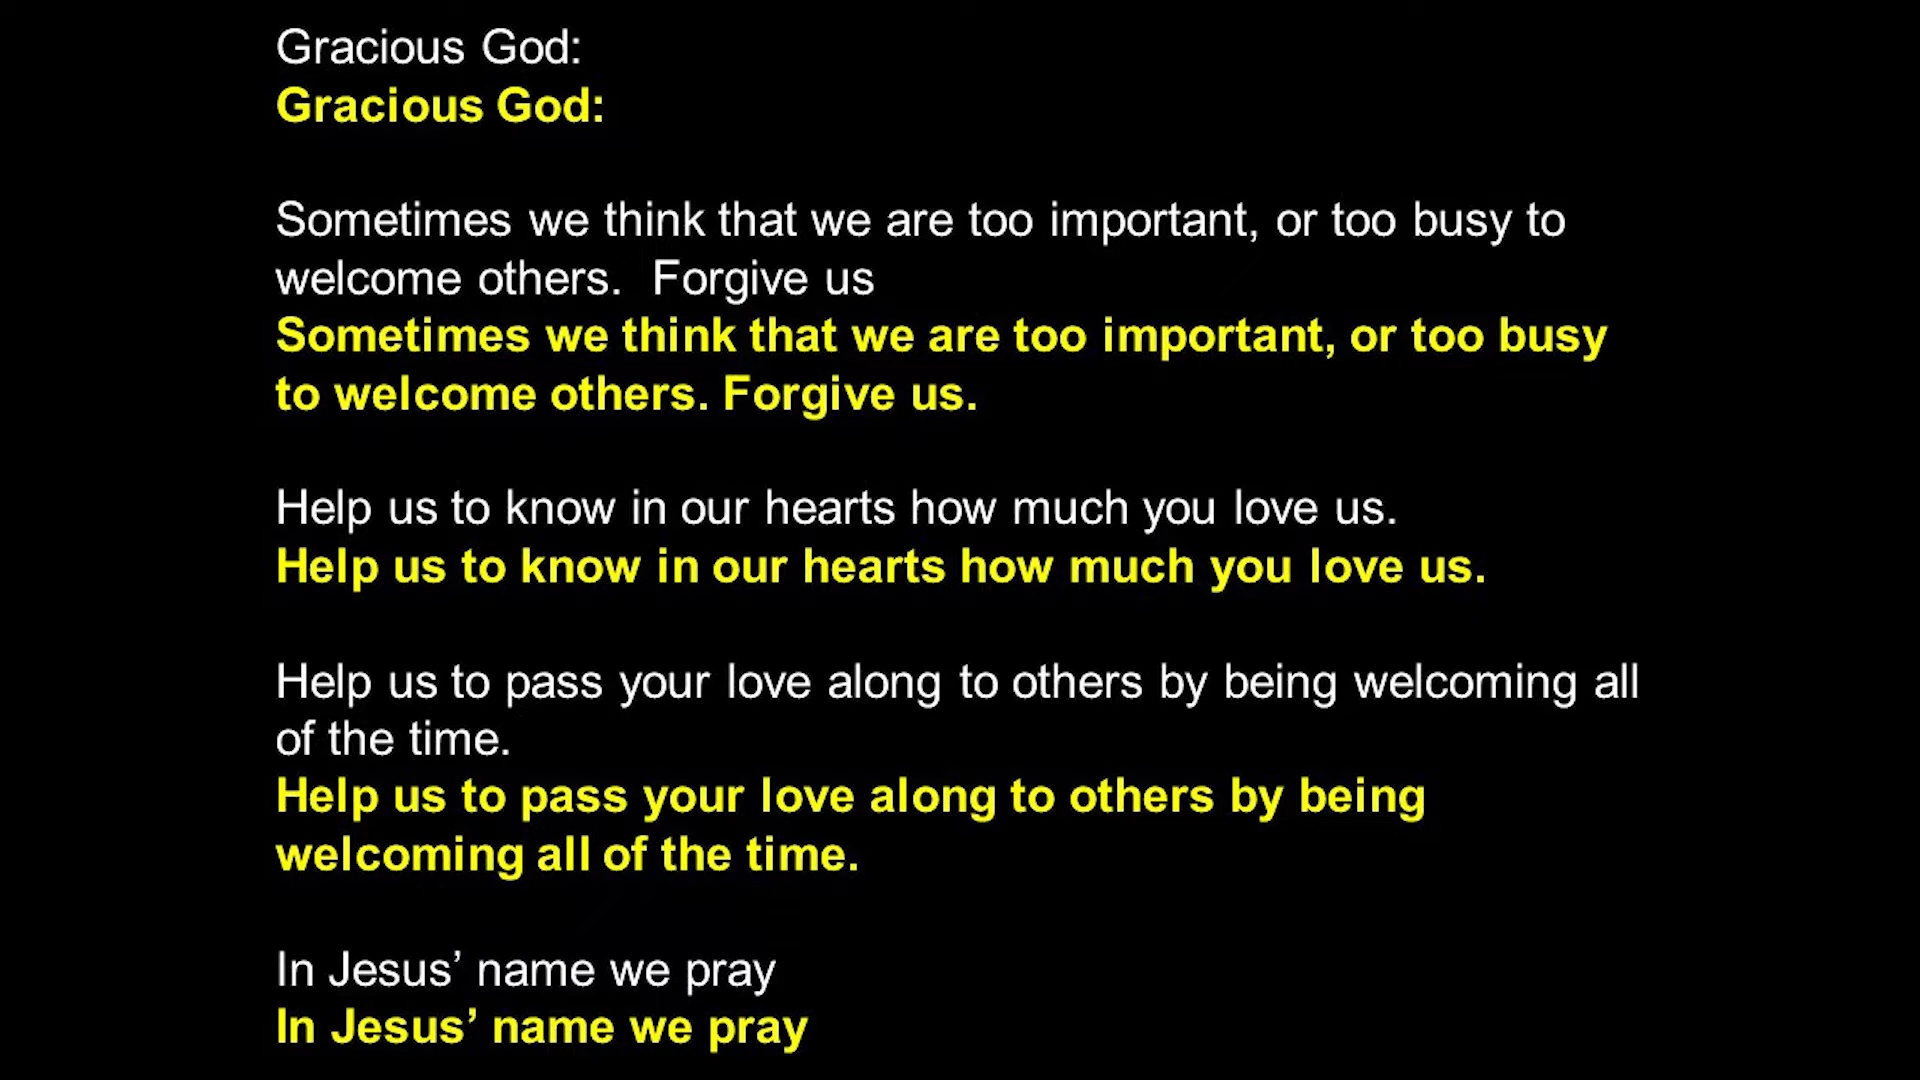 Gracious God:
Gracious God:
Sometimes we think that we are too important, or too busy to
welcome others.  Forgive us
Sometimes we think that we are too important, or too busy
to welcome others. Forgive us.
Help us to know in our hearts how much you love us.
Help us to know in our hearts how much you love us.
Help us to pass your love along to others by being welcoming all
of the time.
Help us to pass your love along to others by being
welcoming all of the time.
In Jesus’ name we pray
In Jesus’ name we pray